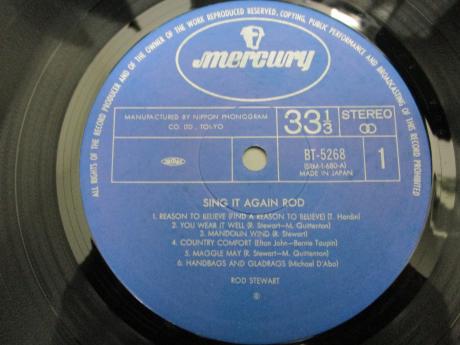 ALL RIGHTS OF THE RECORD PRODUCER AND OF THE OWNER OF THE WORK REPRODUCED RESERVED, COPYING, PUBLIC PERFORMANCE AND BROADCASTING OF THIS RECORD PROHIBITED
mercury
MANUFACTURED BY NIPPON PHONOGRAM
CO. LTD., TOKYO
33 1/3
STEREO
BT-5268
(SRM-1-680-A)
MADE IN JAPAN
1
SING IT AGAIN ROD
1. REASON TO BELIEVE (FIND A REASON TO BELIEVE) (T. Hardin)
2. YOU WEAR IT WELL (R. Stewart—M. Quittenton)
3. MANDOLIN WIND (R. Stewart)
4. COUNTRY COMFORT (Elton John—Bernie Taupin)
5. MAGGIE MAY (R. Stewart—M. Quittenton)
6. HANDBAGS AND GLADRAGS (Michael D'Abo)
ROD STEWART